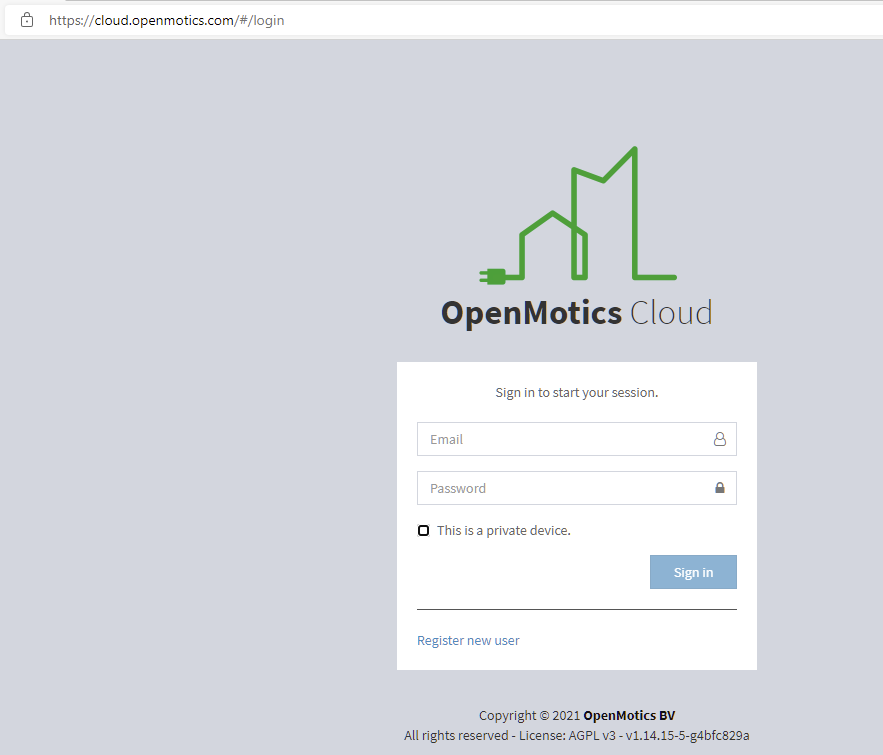 https://cloud.openmotics.com/#/login
OpenMotics Cloud
Sign in to start your session.
Email
Password
This is a private device.
Sign in
Register new user
Copyright © 2021 OpenMotics BV
All rights reserved - License: AGPL v3 - v1.14.15-5-g4bfc829a